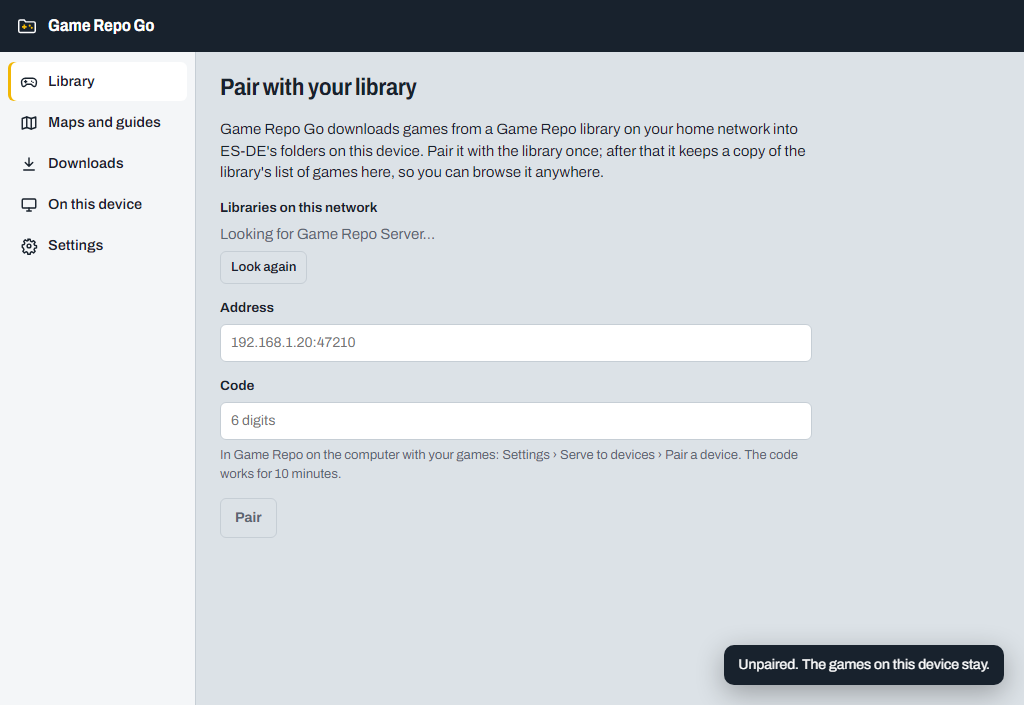 Game Repo Go
Library
Maps and guides
Downloads
On this device
Settings
Pair with your library
Game Repo Go downloads games from a Game Repo library on your home network into
ES-DE's folders on this device. Pair it with the library once; after that it keeps a copy of the
library's list of games here, so you can browse it anywhere.
Libraries on this network
Looking for Game Repo Server...
Look again
Address
192.168.1.20:47210
Code
6 digits
In Game Repo on the computer with your games: Settings › Serve to devices › Pair a device. The code
works for 10 minutes.
Pair
Unpaired. The games on this device stay.